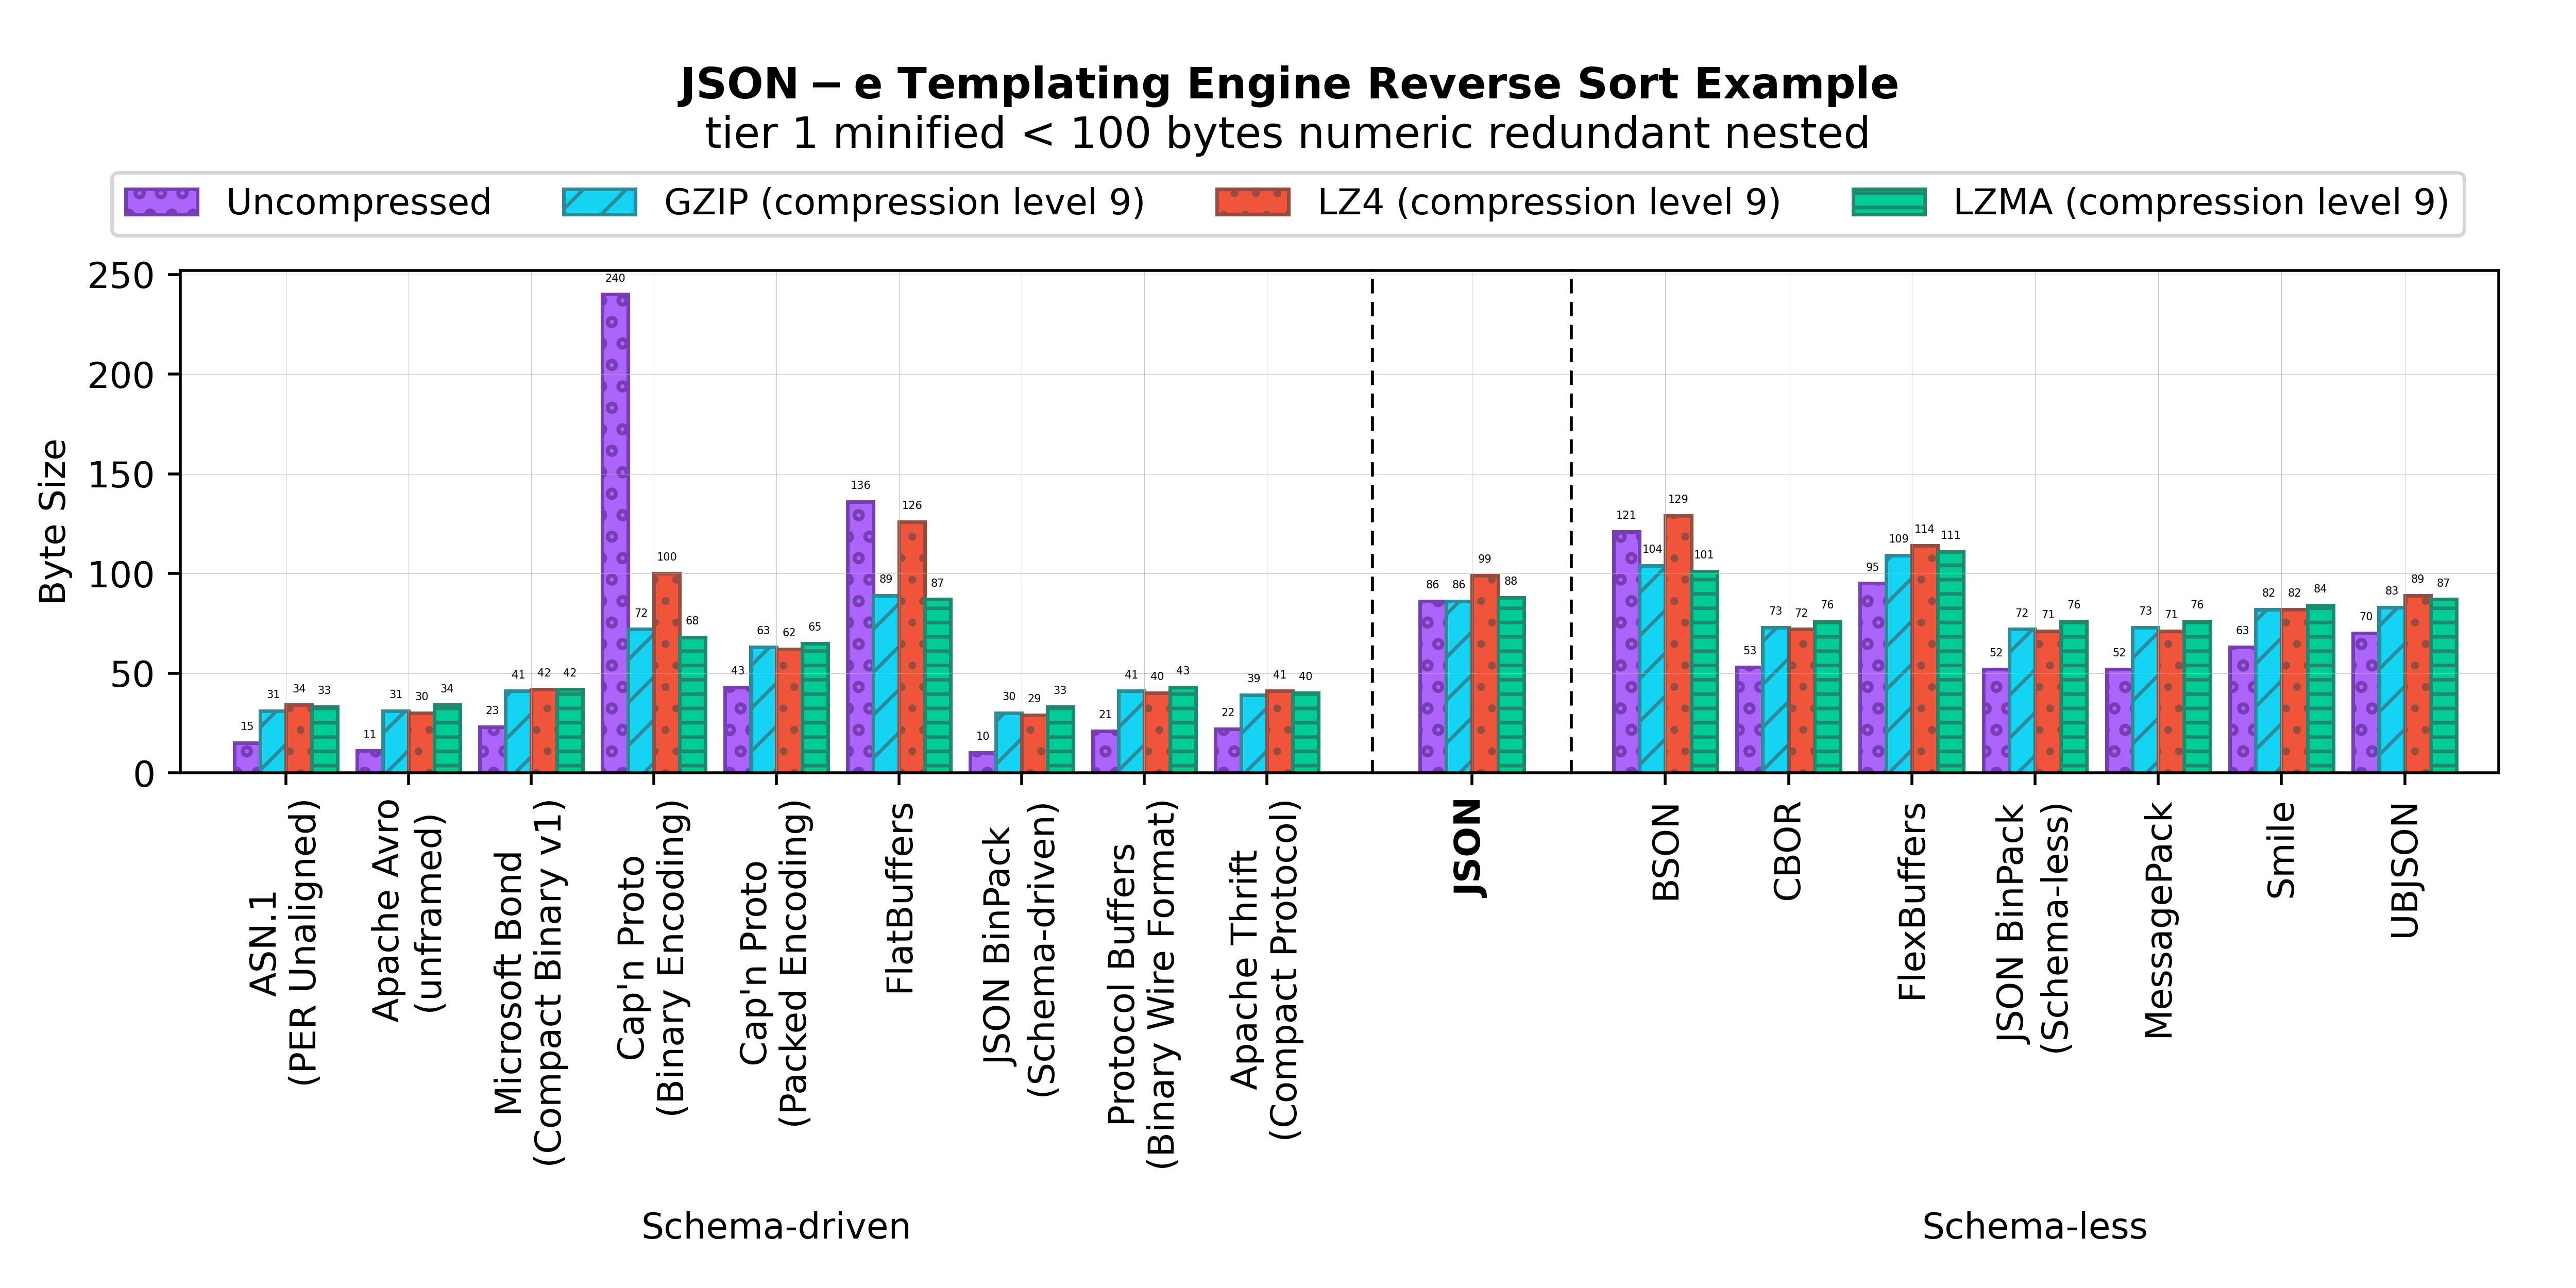 JSON – e Templating Engine Reverse Sort Example
tier 1 minified < 100 bytes numeric redundant nested
Uncompressed
GZIP (compression level 9)
LZ4 (compression level 9)
LZMA (compression level 9)
Byte Size
250
200
150
100
50
0
15 31 34 33
11 31 30 34
23 41 42 42
240 72 100 68
43 63 62 65
136 89 126 87
10 30 29 33
21 41 40 43
22 39 41 40
86 86 99 88
121 104 129 101
53 73 72 76
95 109 114 111
52 72 71 76
52 73 71 76
63 82 82 84
70 83 89 87
ASN.1
(PER Unaligned)
Apache Avro
(unframed)
Microsoft Bond
(Compact Binary v1)
Cap'n Proto
(Binary Encoding)
Cap'n Proto
(Packed Encoding)
FlatBuffers
JSON BinPack
(Schema-driven)
Protocol Buffers
(Binary Wire Format)
Apache Thrift
(Compact Protocol)
JSON
BSON
CBOR
FlexBuffers
JSON BinPack
(Schema-less)
MessagePack
Smile
UBJSON
Schema-driven
Schema-less